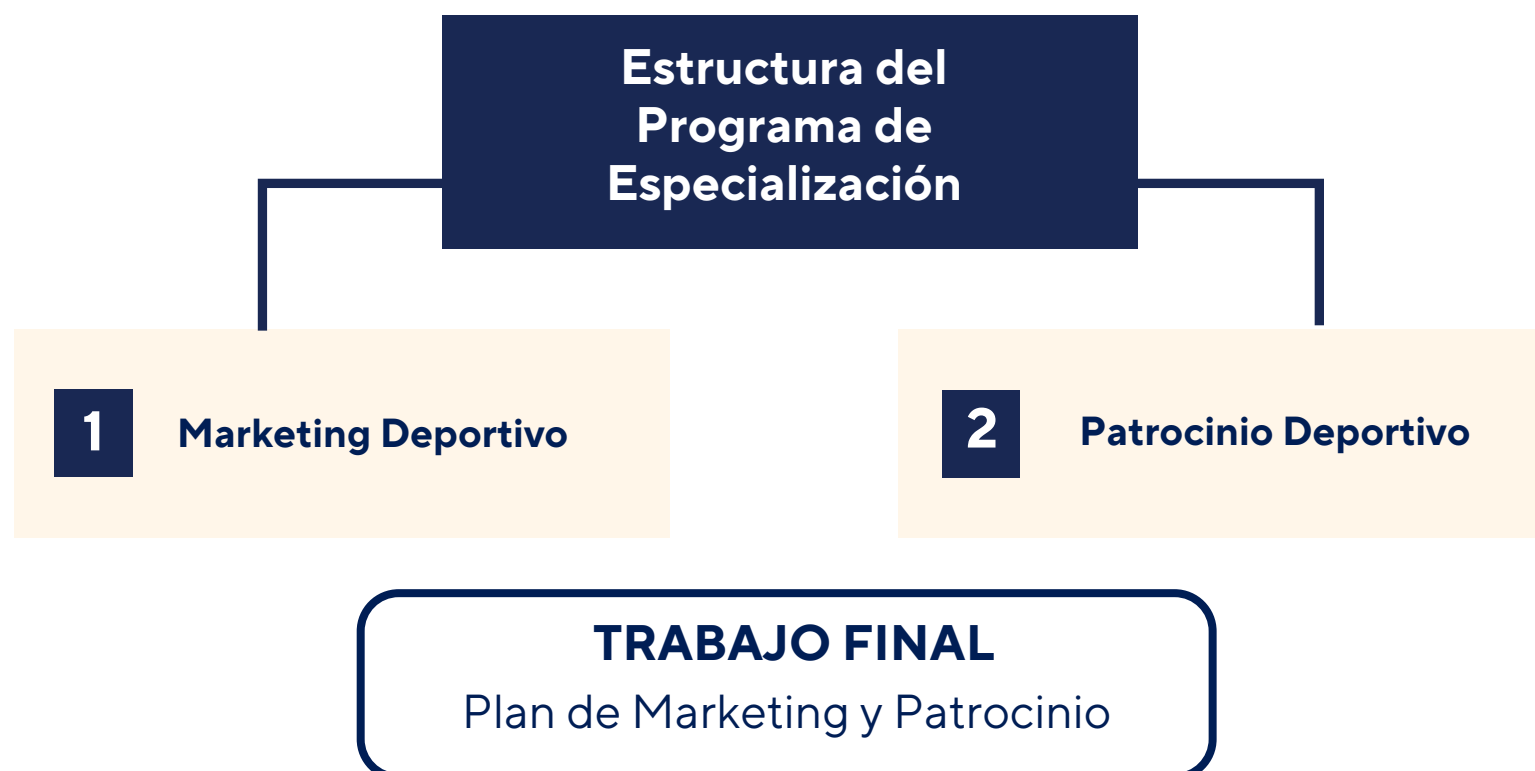 Estructura del
Programa de
Especialización
1
Marketing Deportivo
2
Patrocinio Deportivo
TRABAJO FINAL
Plan de Marketing y Patrocinio